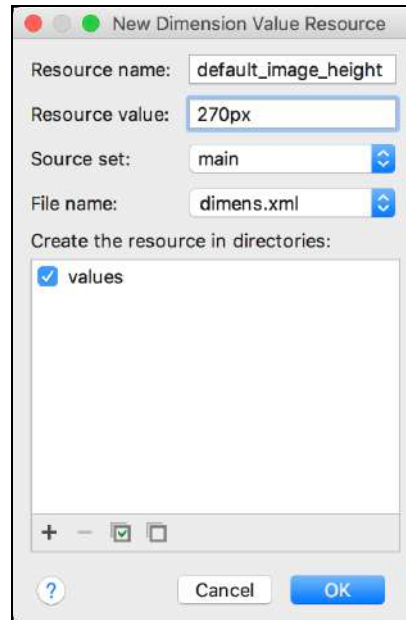 New Dimension Value Resource
Resource name: default_image_height
Resource value: 270px
Source set: main
File name: dimens.xml
Create the resource in directories:
values
?
Cancel
OK